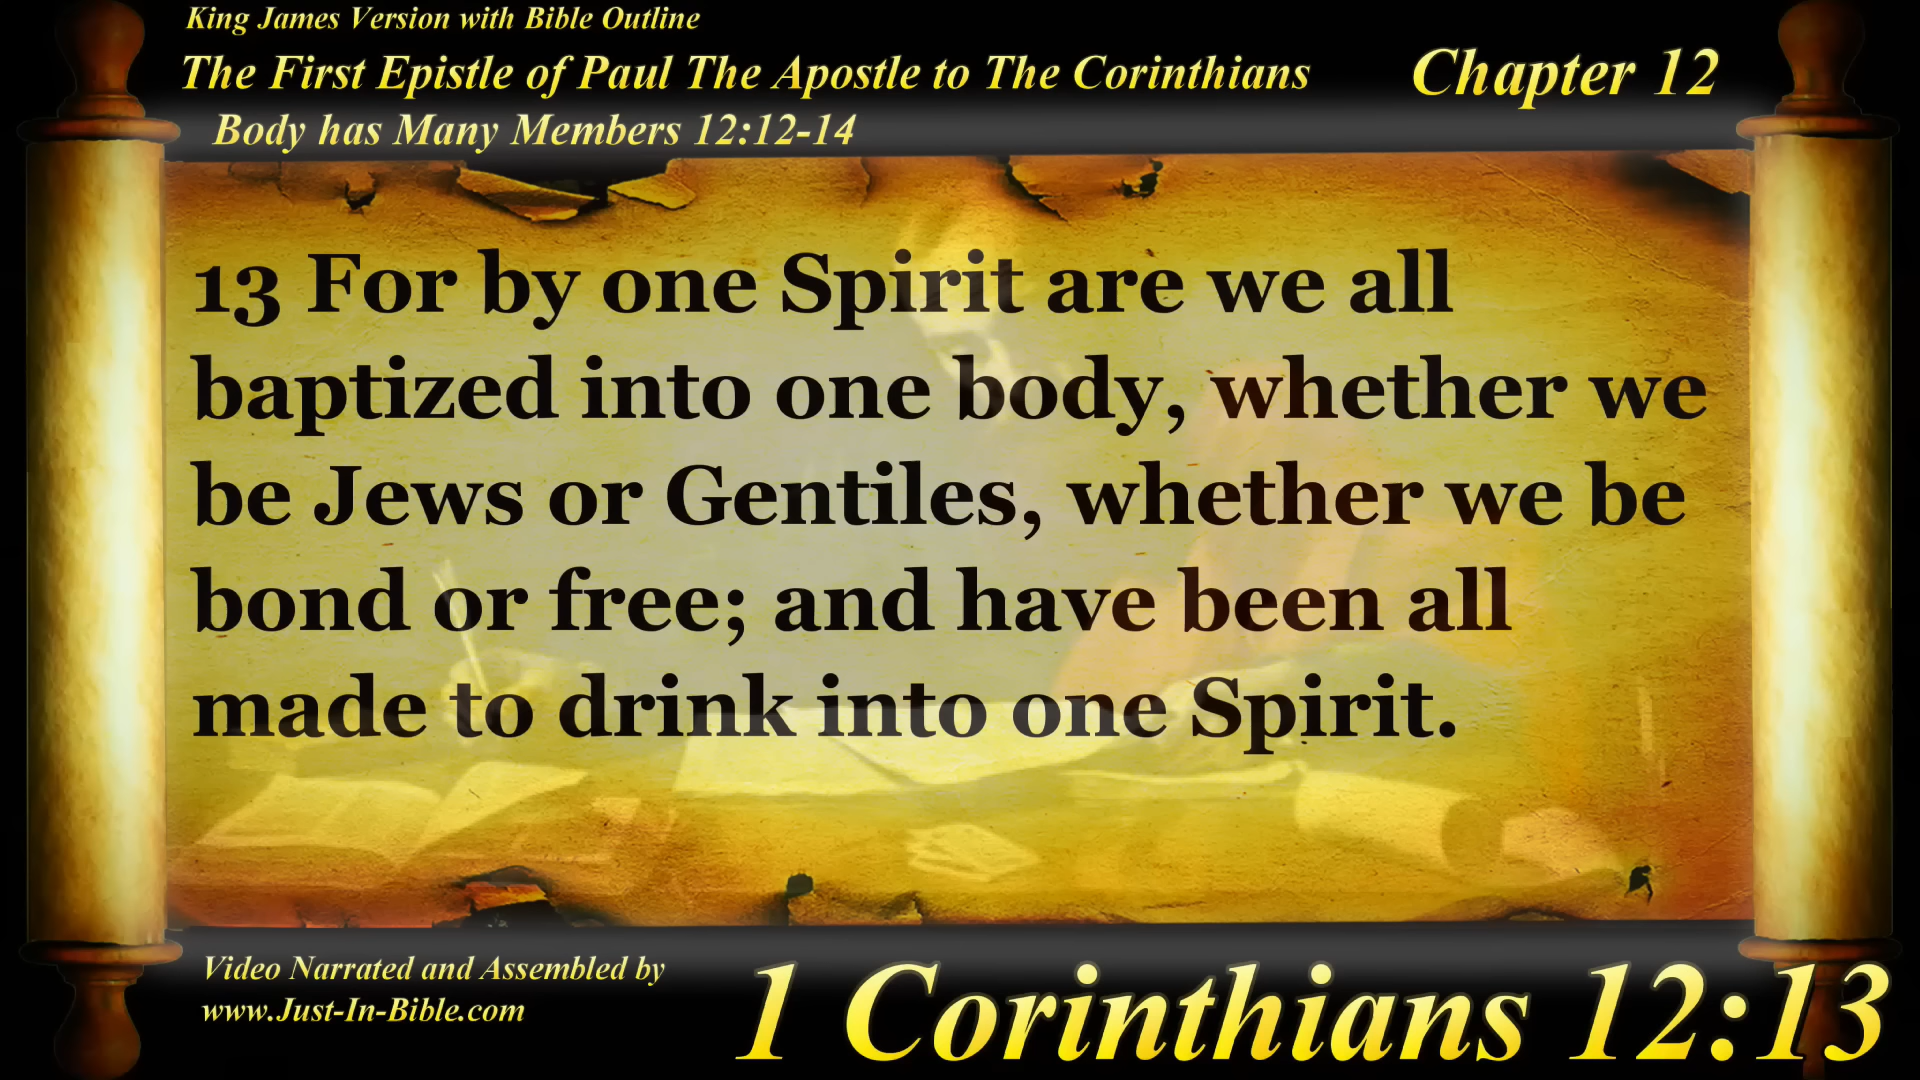 King James Version with Bible Outline
The First Epistle of Paul The Apostle to The Corinthians
Chapter 12
Body has Many Members 12:12-14
13 For by one Spirit are we all
baptized into one body, whether we
be Jews or Gentiles, whether we be
bond or free; and have been all
made to drink into one Spirit.
Video Narrated and Assembled by
www.Just-In-Bible.com
1 Corinthians 12:13